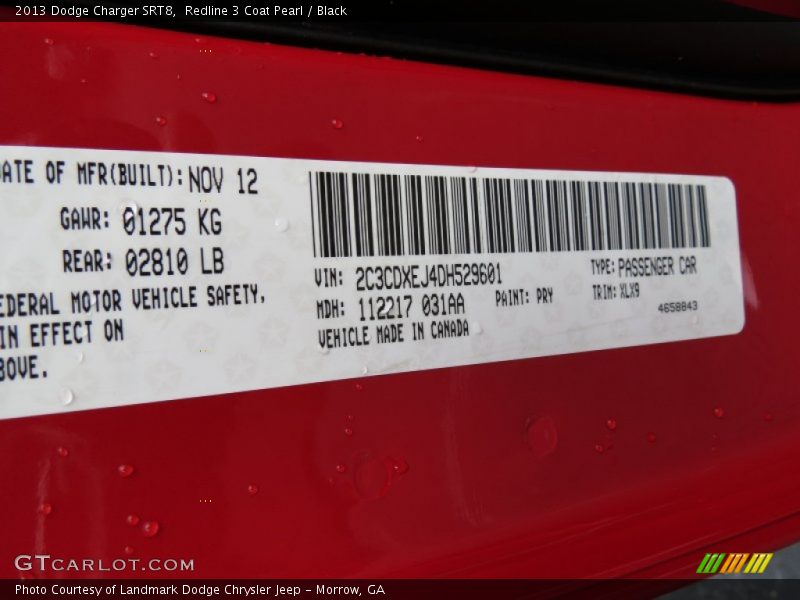 2013 Dodge Charger SRT8,  Redline 3 Coat Pearl / Black
ATE OF MFR(BUILT): NOV 12
GAWR: 01275 KG
REAR: 02810 LB
EDERAL MOTOR VEHICLE SAFETY,
IN EFFECT ON
BOVE.
VIN: 2C3CDXEJ4DH529601
TYPE: PASSENGER CAR
MDH: 112217 031AA
PAINT: PRY
TRIM: XLX9
VEHICLE MADE IN CANADA
4658843
GTCARLOT.COM
Photo Courtesy of Landmark Dodge Chrysler Jeep - Morrow, GA